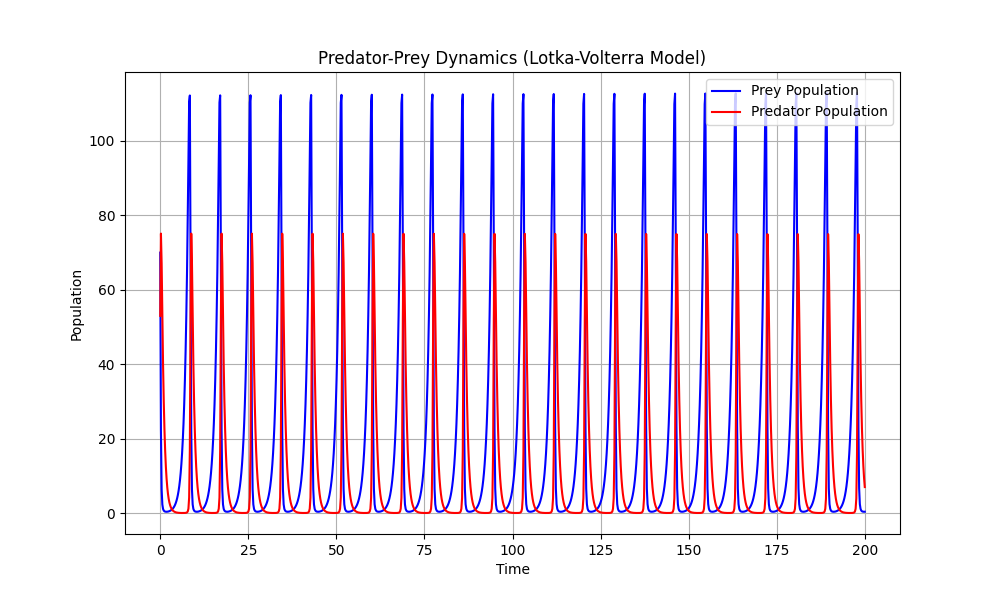 Predator-Prey Dynamics (Lotka-Volterra Model)
Prey Population
Predator Population
Population
100
80
60
40
20
0
0 25 50 75 100 125 150 175 200
Time